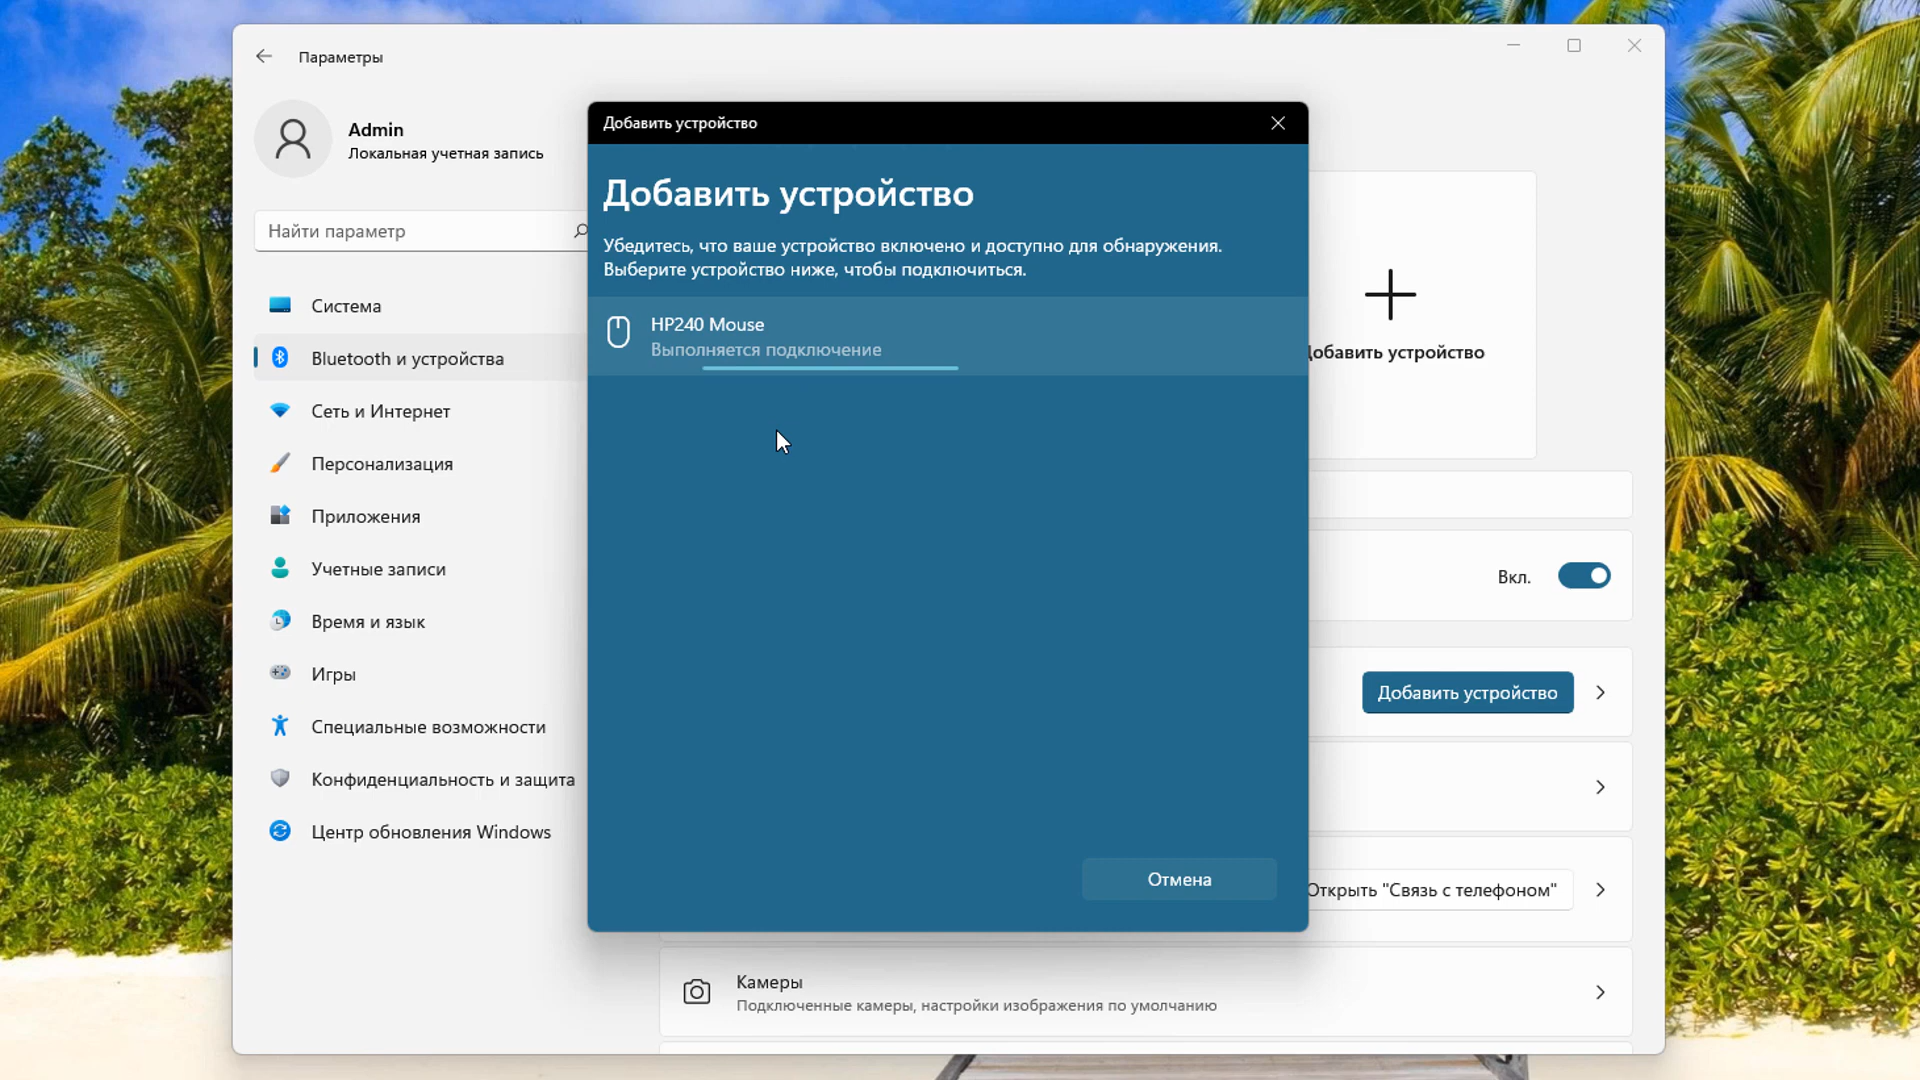 Параметры
Admin
Локальная учетная запись
Найти параметр
Система
Bluetooth и устройства
Сеть и Интернет
Персонализация
Приложения
Учетные записи
Время и язык
Игры
Специальные возможности
Конфиденциальность и защита
Центр обновления Windows
Добавить устройство
Добавить устройство
Убедитесь, что ваше устройство включено и доступно для обнаружения.
Выберите устройство ниже, чтобы подключиться.
HP240 Mouse
Выполняется подключение
Отмена
Добавить устройство
Вкл.
Добавить устройство
Открыть "Связь с телефоном"
Камеры
Подключенные камеры, настройки изображения по умолчанию